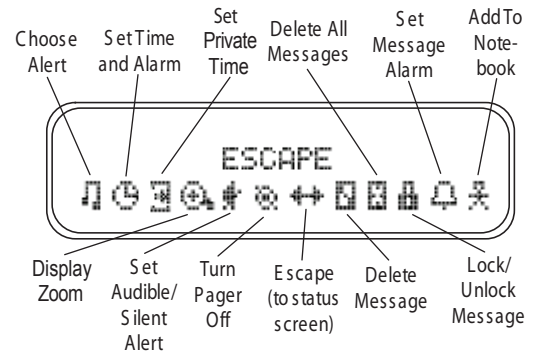 Choose
Alert
Set Time
and Alarm
Set
Private
Time
Delete All
Messages
Set
Message
Alarm
Add To
Note-
book
ESCAPE
Display
Zoom
Set
Audible/
Silent
Alert
Turn
Pager
Off
Escape
(to status
screen)
Delete
Message
Lock/
Unlock
Message